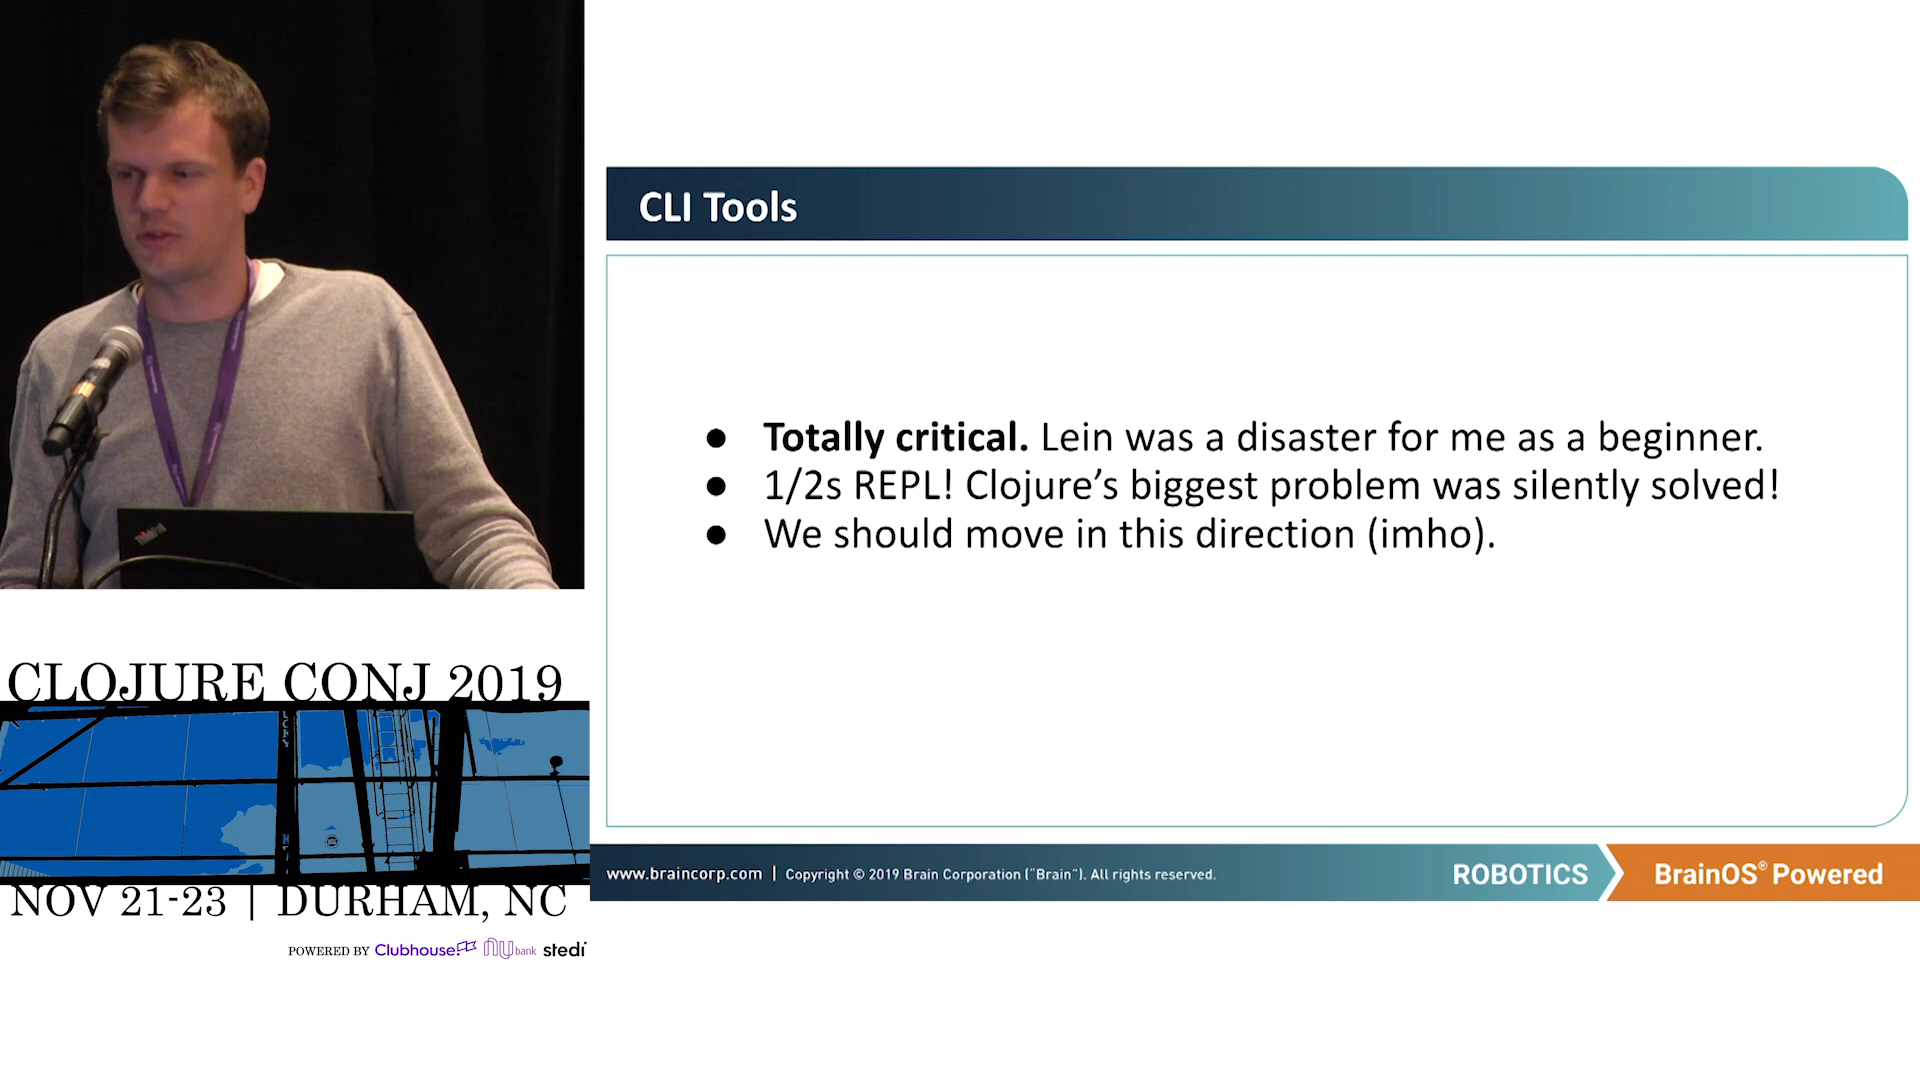 CLI Tools
● Totally critical. Lein was a disaster for me as a beginner.
● 1/2s REPL! Clojure’s biggest problem was silently solved!
● We should move in this direction (imho).
www.braincorp.com | Copyright © 2019 Brain Corporation ("Brain"). All rights reserved.
ROBOTICS
BrainOS® Powered
CLOJURE CONJ 2019
NOV 21-23 | DURHAM, NC
POWERED BY Clubhouse nu bank stedi